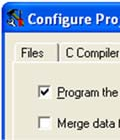 Configure Pro
Files C Compiler
Program the
Merge data f